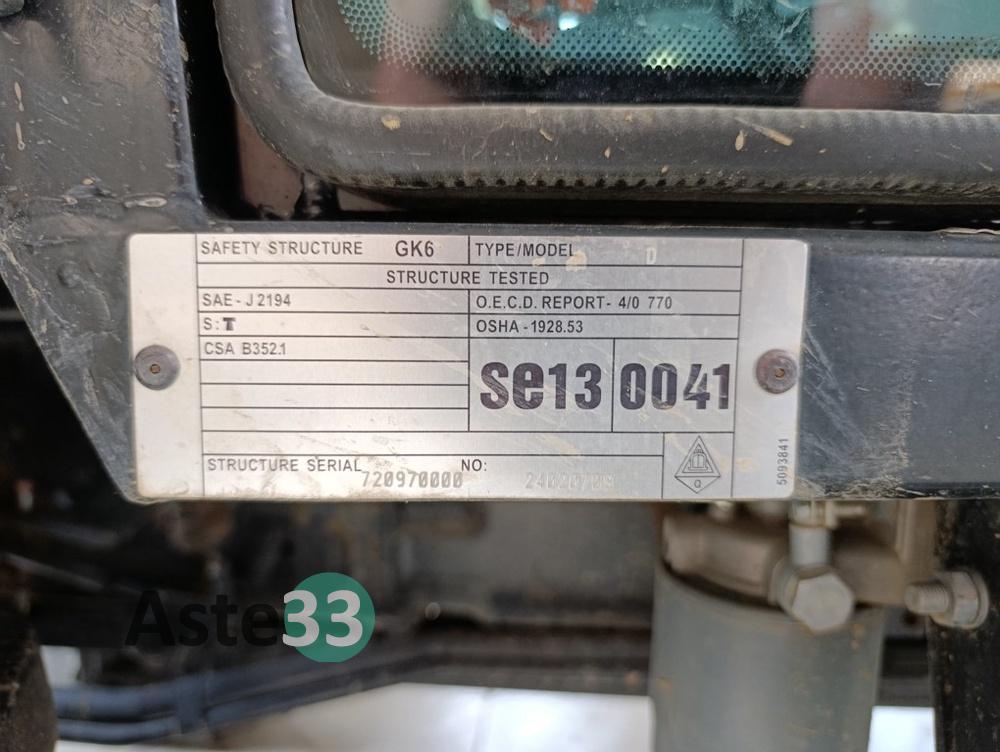 SAFETY STRUCTURE GK6 TYPE/MODEL D
STRUCTURE TESTED
SAE - J 2194 O.E.C.D. REPORT - 4/0 770
S: T OSHA - 1928.53
CSA B352.1
se13 0041
STRUCTURE SERIAL NO:
720970000
5093841
Aste33